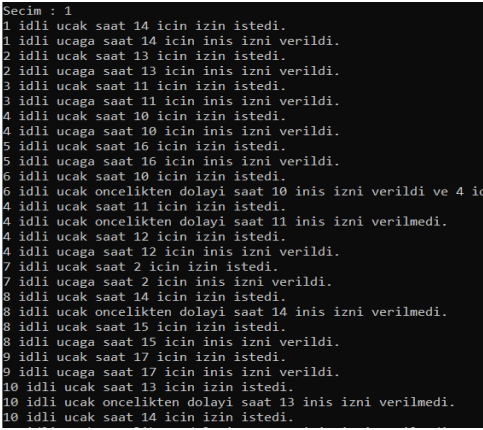 Secim : 1
1 idli ucak saat 14 icin izin istedi.
1 idli ucaga saat 14 icin inis izni verildi.
2 idli ucak saat 13 icin izin istedi.
2 idli ucaga saat 13 icin inis izni verildi.
3 idli ucak saat 11 icin izin istedi.
3 idli ucaga saat 11 icin inis izni verildi.
4 idli ucak saat 10 icin izin istedi.
4 idli ucaga saat 10 icin inis izni verildi.
5 idli ucak saat 16 icin izin istedi.
5 idli ucaga saat 16 icin inis izni verildi.
6 idli ucak saat 10 icin izin istedi.
6 idli ucak oncelikten dolayi saat 10 inis izni verildi ve 4
4 idli ucak saat 11 icin izin istedi.
4 idli ucak oncelikten dolayi saat 11 inis izni verilmedi.
4 idli ucak saat 12 icin izin istedi.
4 idli ucaga saat 12 icin inis izni verildi.
7 idli ucak saat 2 icin izin istedi.
7 idli ucaga saat 2 icin inis izni verildi.
8 idli ucak saat 14 icin izin istedi.
8 idli ucak oncelikten dolayi saat 14 inis izni verilmedi.
8 idli ucak saat 15 icin izin istedi.
8 idli ucaga saat 15 icin inis izni verildi.
9 idli ucak saat 17 icin izin istedi.
9 idli ucaga saat 17 icin inis izni verildi.
10 idli ucak saat 13 icin izin istedi.
10 idli ucak oncelikten dolayi saat 13 inis izni verilmedi.
10 idli ucak saat 14 icin izin istedi.